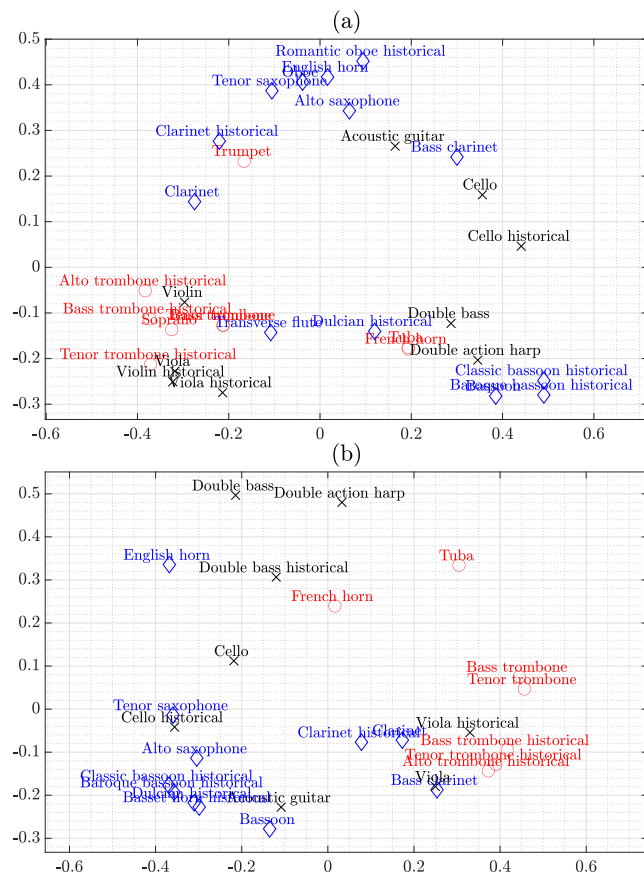 (a)
0.5
Romantic oboe historical
English horn
Oboe
Tenor saxophone
0.4
Alto saxophone
0.3
Clarinet historical
Acoustic guitar
Trumpet
Bass clarinet
0.2
Clarinet
Cello
0.1
Cello historical
0
Alto trombone historical
Violin
-0.1
Bass trombone historical
Soprano
Transverse flute
Dulcian historical
Double bass
Tuba
French horn
-0.2
Tenor trombone historical
Viola
Double action harp
Violin historical
Viola historical
Classic bassoon historical
Bassoon
Baroque bassoon historical
-0.3
-0.6 -0.4 -0.2 0 0.2 0.4 0.6
(b)
0.5
Double bass
Double action harp
0.4
English horn
Tuba
Double bass historical
0.3
French horn
0.2
Cello
0.1
Bass trombone
Tenor trombone
0
Tenor saxophone
Cello historical
Clarinet historical
Clarinet
Viola historical
-0.1
Alto saxophone
Bass trombone historical
Tenor trombone historical
Alto trombone historical
Classic bassoon historical
Baroque bassoon historical
Viola
Bass clarinet
-0.2
Dulcian historical
Basset horn historical
Acoustic guitar
Bassoon
-0.3
-0.6 -0.4 -0.2 0 0.2 0.4 0.6